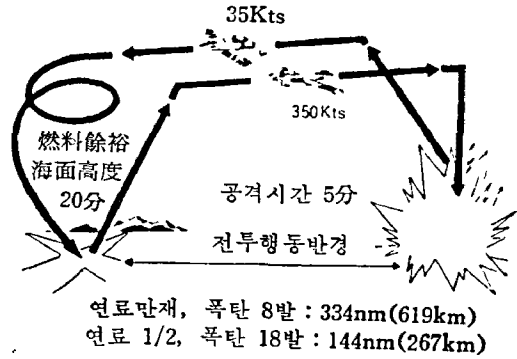 35Kts
350Kts
燃料餘裕
海面高度
20分
공격시간 5分
전투행동반경
연료만재, 폭탄 8발 : 334nm(619km)
연료 1/2, 폭탄 18발 : 144nm(267km)